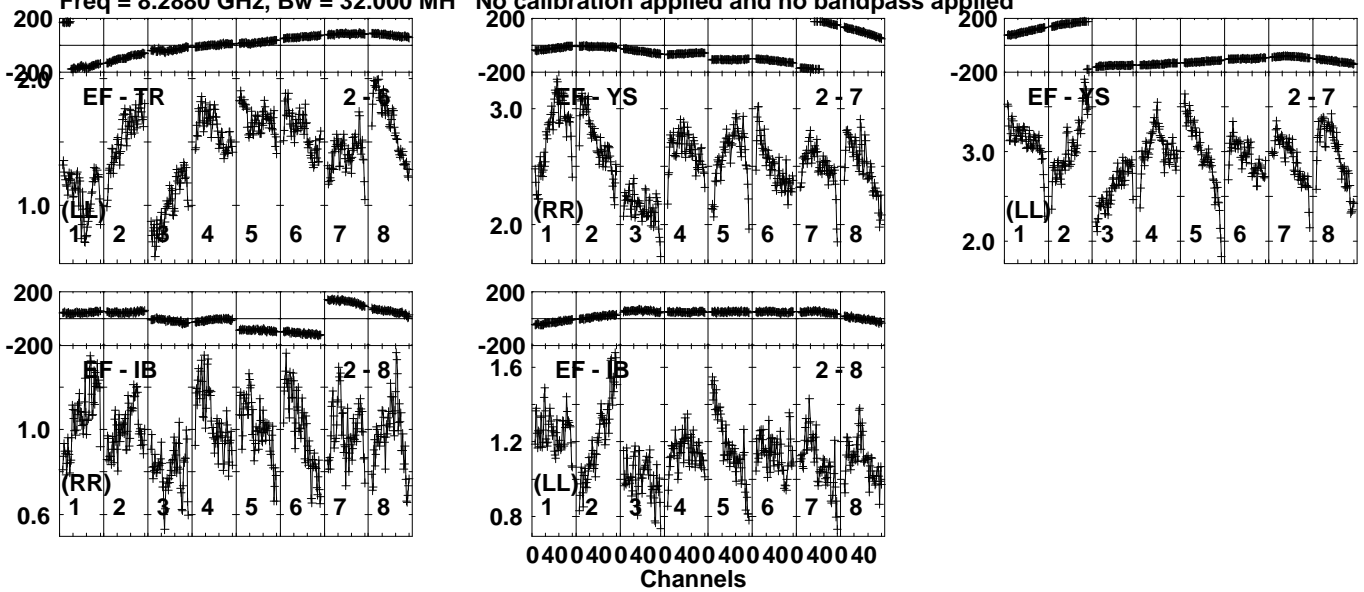 Freq = 8.2880 GHz, Bw = 32.000 MH No calibration applied and no bandpass applied
200
-200
2.0
1.0
EF - TR 2 - 6
(LL)
1 2 3 4 5 6 7 8
200
-200
3.0
2.0
EF - YS 2 - 7
(RR)
1 2 3 4 5 6 7 8
200
-200
3.0
2.0
EF - YS 2 - 7
(LL)
1 2 3 4 5 6 7 8
200
-200
1.0
0.6
EF - IB 2 - 8
(RR)
1 2 3 4 5 6 7 8
200
-200
1.6
1.2
0.8
EF - IB 2 - 8
(LL)
1 2 3 4 5 6 7 8
0 40 0 40 0 40 0 40 0 40 0 40 0 40 0 40
Channels